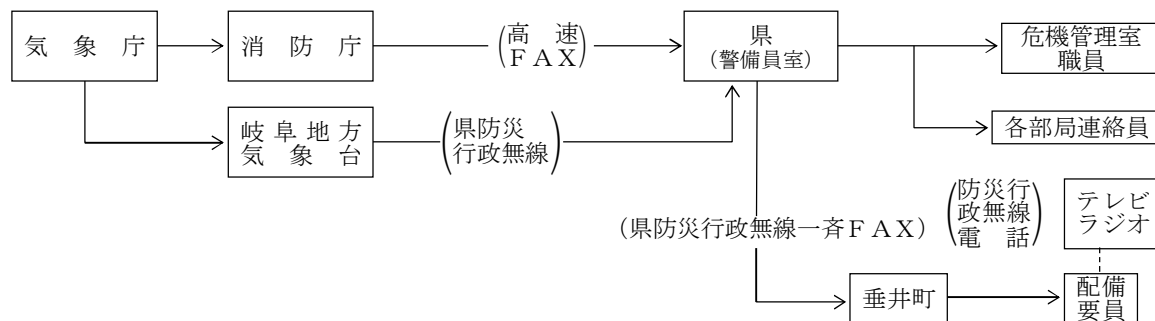 気象庁
消防庁
(高速
FAX)
県
(警備員室)
危機管理室
職員
岐阜地方
気象台
(県防災
行政無線)
各部局連絡員
(県防災行政無線一斉FAX)
(防災行
政無線
電話)
テレビ
ラジオ
垂井町
配備
要員